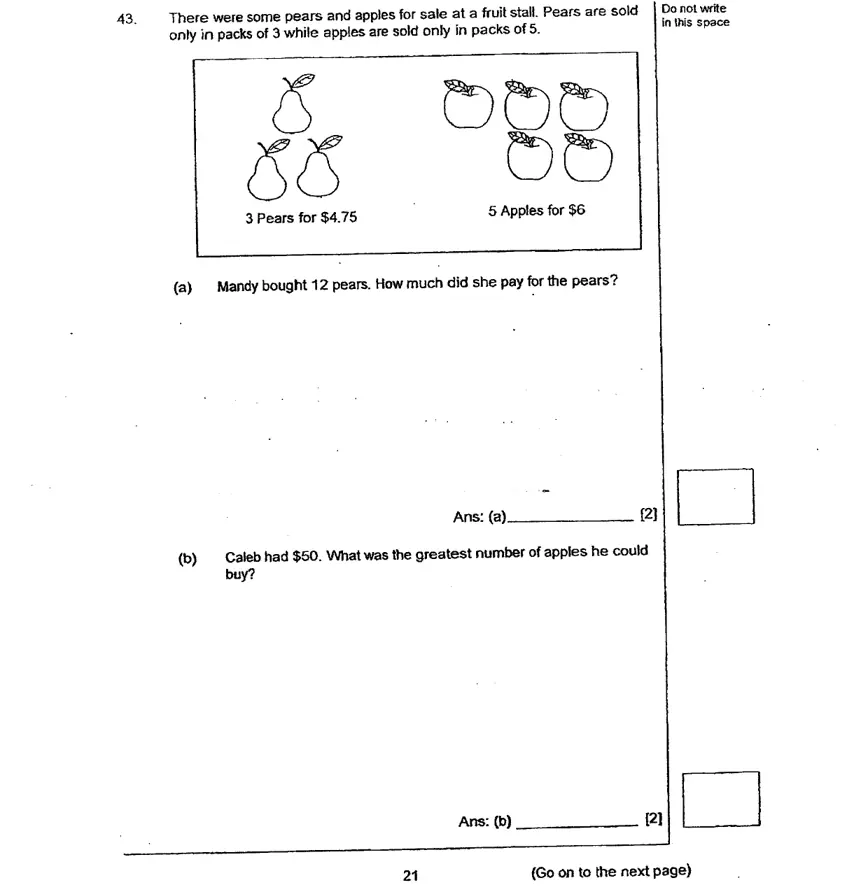 43. There were some pears and apples for sale at a fruit stall. Pears are sold
only in packs of 3 while apples are sold only in packs of 5.
Do not write
in this space
3 Pears for $4.75
5 Apples for $6
(a) Mandy bought 12 pears. How much did she pay for the pears?
Ans: (a)______________ [2]
(b) Caleb had $50. What was the greatest number of apples he could
buy?
Ans: (b) ______________ [2]
21
(Go on to the next page)